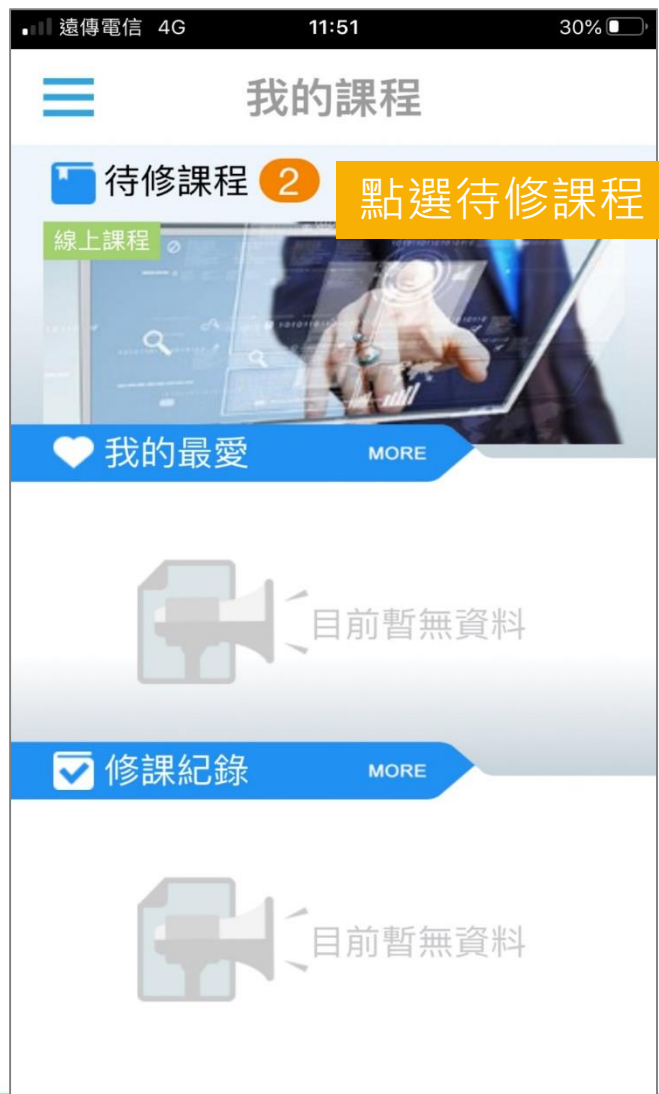 遠傳電信 4G 11:51 30%
我的課程
待修課程 2
點選待修課程
線上課程
我的最愛 MORE
目前暫無資料
修課紀錄 MORE
目前暫無資料